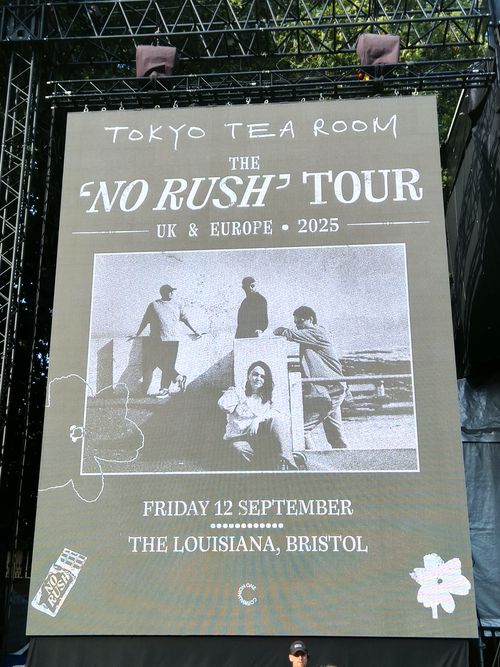 TOKYO TEA ROOM
THE
‘NO RUSH’ TOUR
UK & EUROPE • 2025
FRIDAY 12 SEPTEMBER
THE LOUISIANA, BRISTOL
NO
RUSH